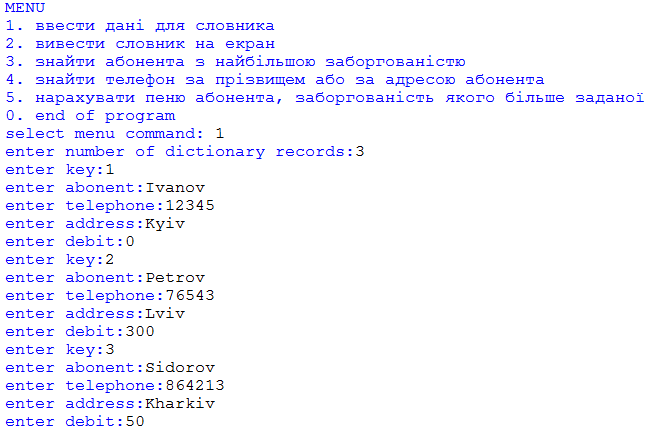 MENU
1. ввести дані для словника
2. вивести словник на екран
3. знайти абонента з найбільшою заборгованістю
4. знайти телефон за прізвищем або за адресою абонента
5. нарахувати пеню абонента, заборгованість якого більше заданої
0. end of program
select menu command: 1
enter number of dictionary records:3
enter key:1
enter abonent:Ivanov
enter telephone:12345
enter address:Kyiv
enter debit:0
enter key:2
enter abonent:Petrov
enter telephone:76543
enter address:Lviv
enter debit:300
enter key:3
enter abonent:Sidorov
enter telephone:864213
enter address:Kharkiv
enter debit:50